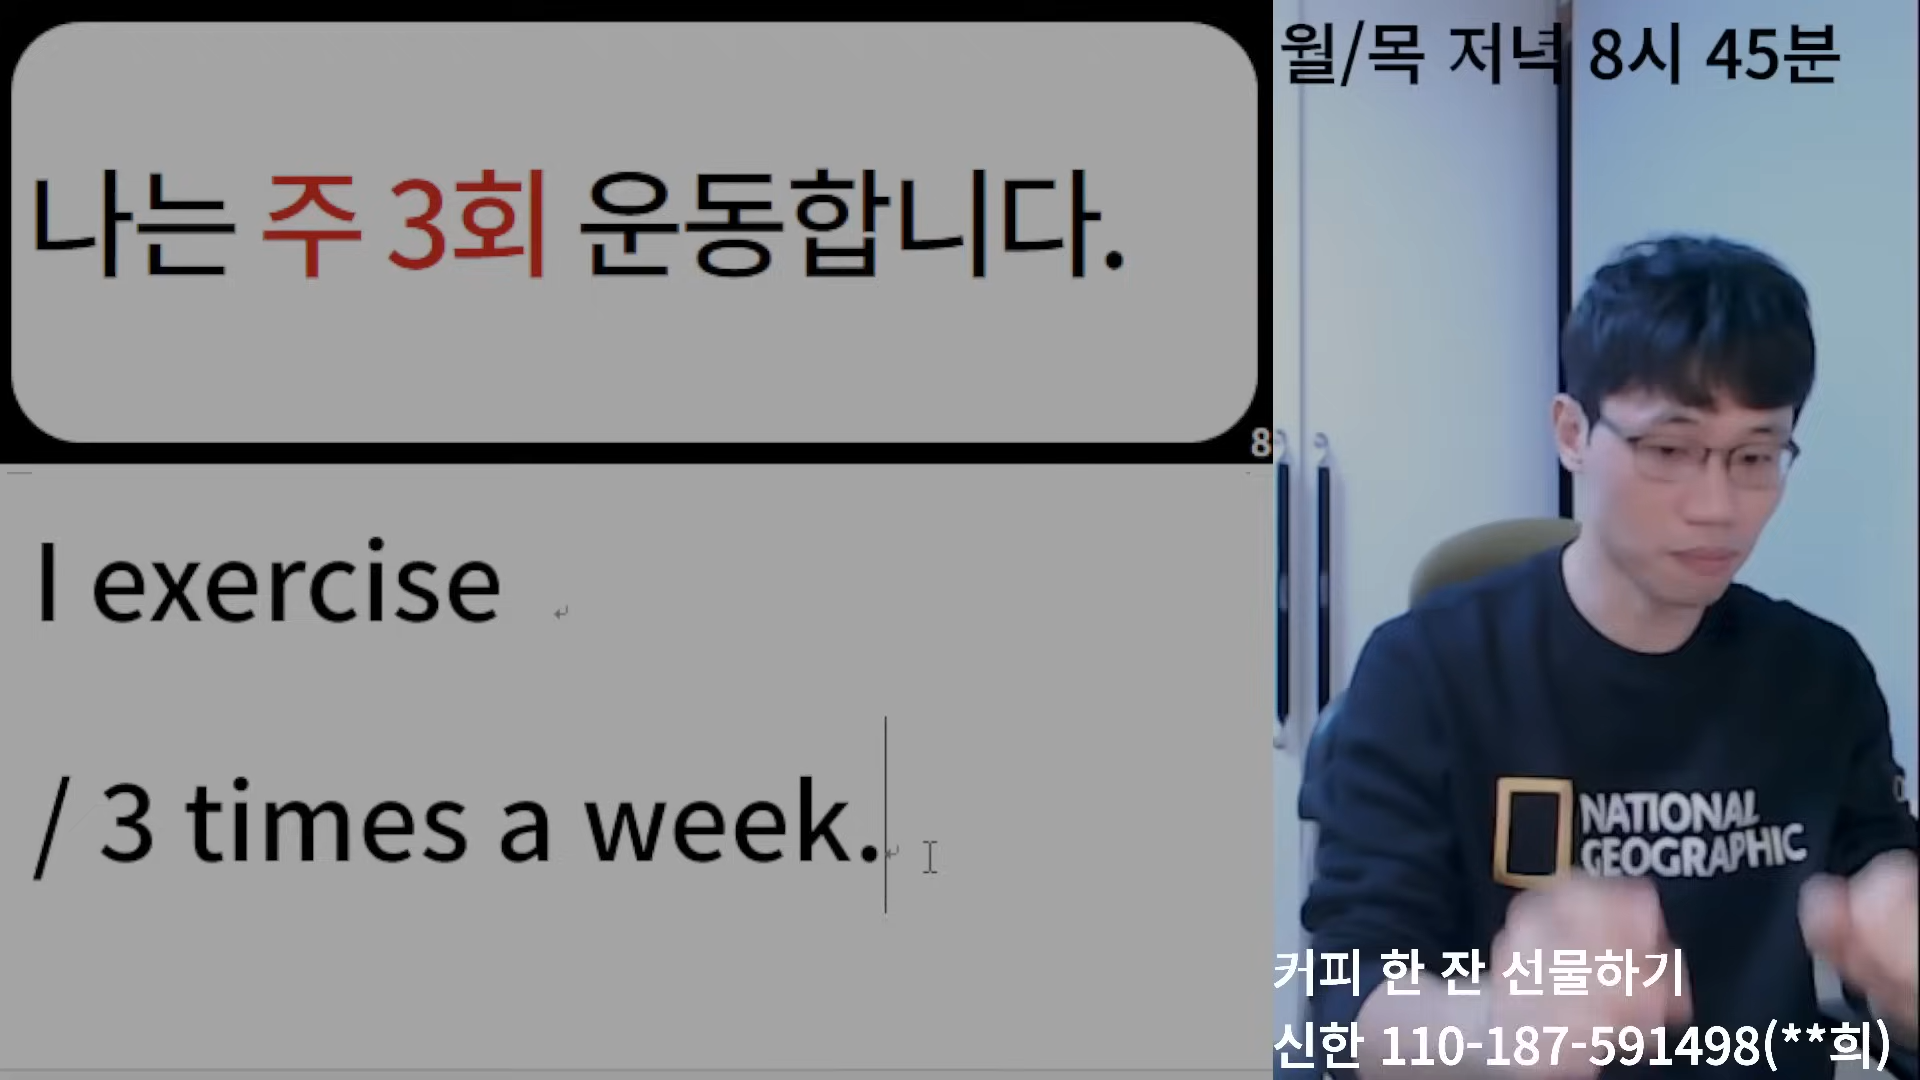 나는 주 3회 운동합니다.
8
I exercise
/ 3 times a week.
월/목 저녁 8시 45분
NATIONAL
GEOGRAPHIC
커피 한 잔 선물하기
신한 110-187-591498(**희)